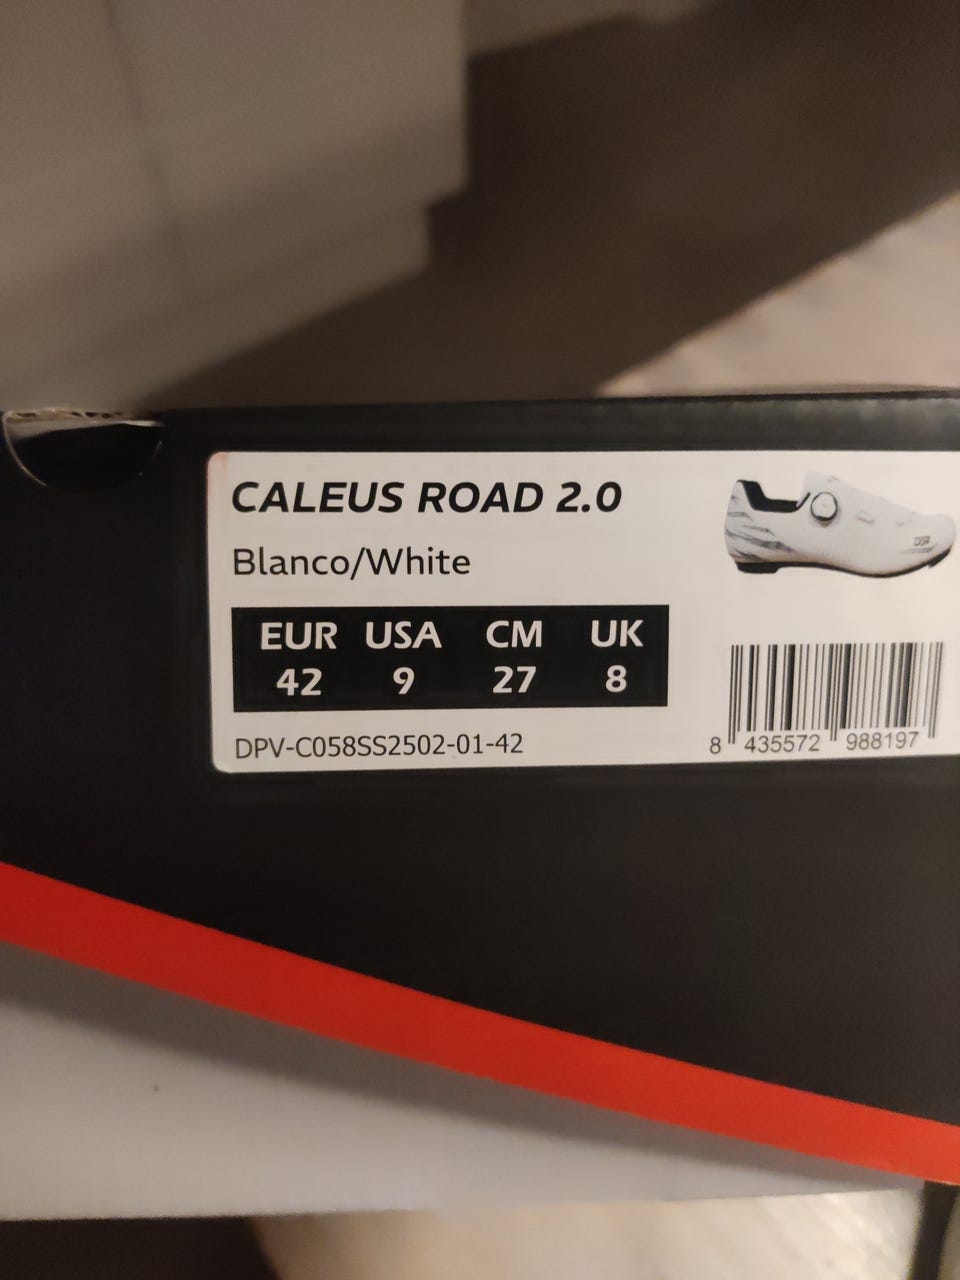 CALEUS ROAD 2.0
Blanco/White
EUR USA CM UK
42 9 27 8
DPV-C058SS2502-01-42
8 435572 988197